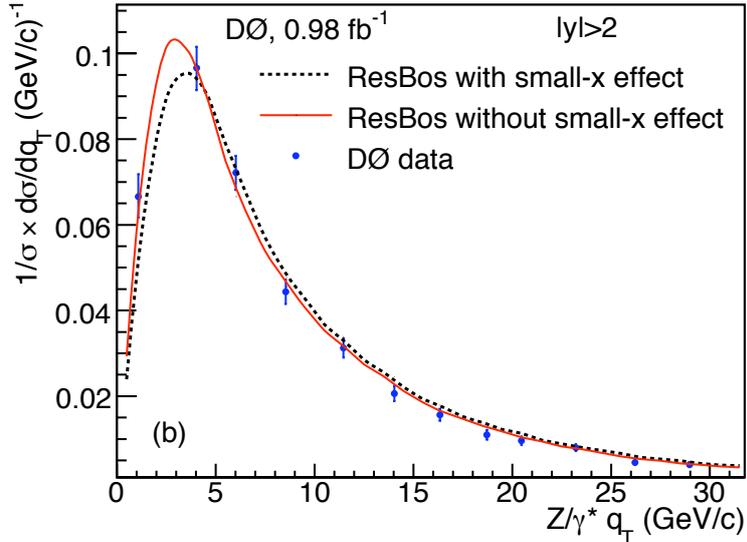 DØ, 0.98 fb-1
|y|>2
ResBos with small-x effect
ResBos without small-x effect
DØ data
1/σ × dσ/dqT (GeV/c)-1
0.1
0.08
0.06
0.04
0.02
(b)
0 5 10 15 20 25 30
Z/γ* qT (GeV/c)